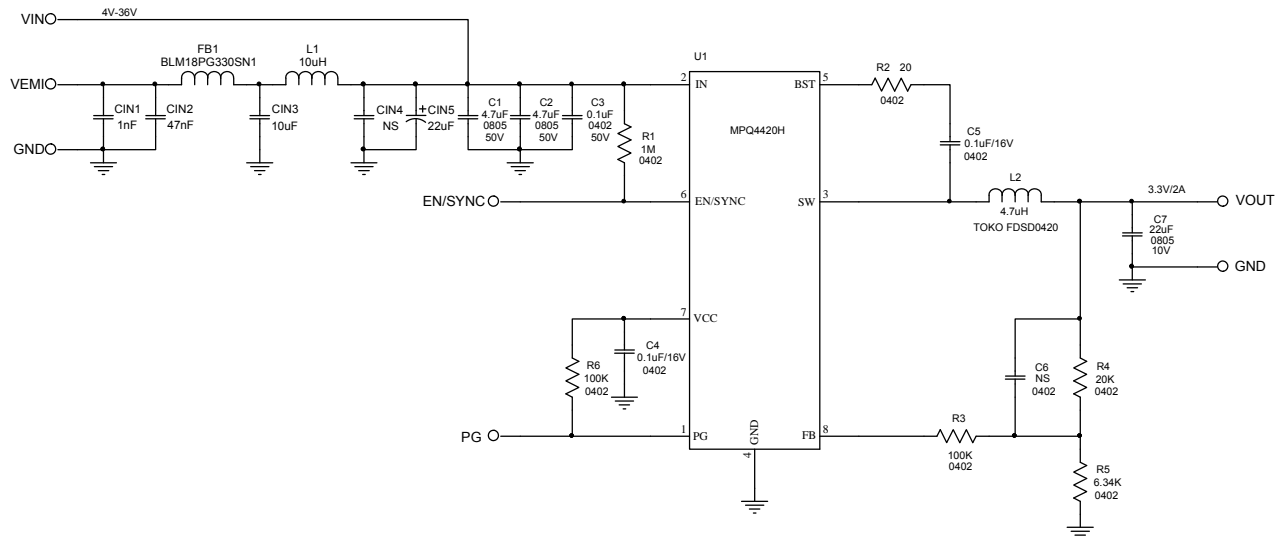 VIN
4V-36V
VEMI
GND
FB1
BLM18PG330SN1
L1
10uH
CIN1
1nF
CIN2
47nF
CIN3
10uF
CIN4
NS
+
CIN5
22uF
C1
4.7uF
0805
50V
C2
4.7uF
0805
50V
C3
0.1uF
0402
50V
R1
1M
0402
EN/SYNC
U1
MPQ4420H
2
IN
6
EN/SYNC
7
VCC
1
PG
4
GND
5
BST
3
SW
8
FB
R2 20
0402
C5
0.1uF/16V
0402
L2
4.7uH
TOKO FDSD0420
3.3V/2A
VOUT
C7
22uF
0805
10V
GND
C4
0.1uF/16V
0402
R6
100K
0402
PG
C6
NS
0402
R4
20K
0402
R3
100K
0402
R5
6.34K
0402